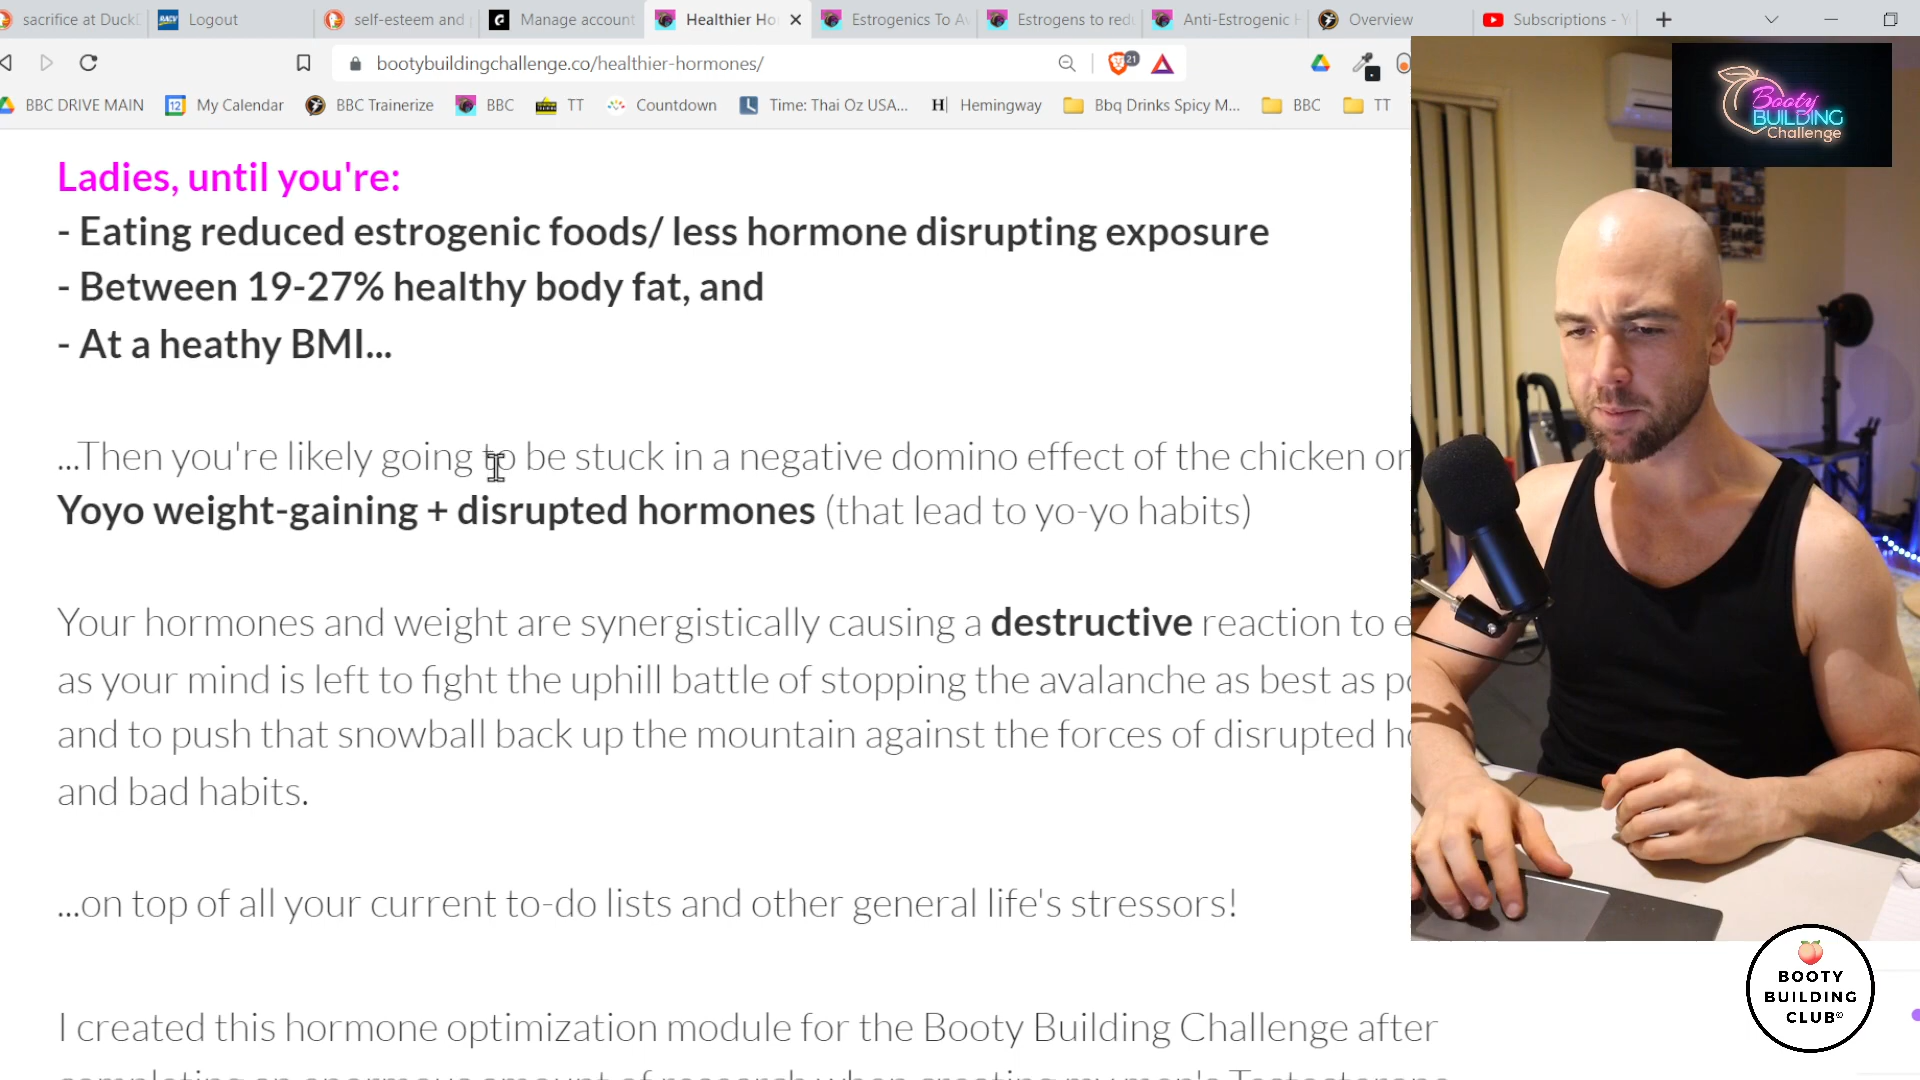 sacrifice at DuckD
RACV
Logout
self-esteem and
Manage account
Healthier Ho
Estrogenics To Av
Estrogens to redu
Anti-Estrogenic
Overview
Subscriptions -
bootybuildingchallenge.co/healthier-hormones/
21
BBC DRIVE MAIN
12
My Calendar
BBC Trainerize
BBC
TT
Countdown
Time: Thai Oz USA...
H
Hemingway
Bbq Drinks Spicy M...
BBC
TT
Booty
BUILDING
Challenge
Ladies, until you're:
- Eating reduced estrogenic foods/ less hormone disrupting exposure
- Between 19-27% healthy body fat, and
- At a heathy BMI...
...Then you're likely going to be stuck in a negative domino effect of the chicken or
Yoyo weight-gaining + disrupted hormones (that lead to yo-yo habits)
Your hormones and weight are synergistically causing a destructive reaction to
as your mind is left to fight the uphill battle of stopping the avalanche as best as
and to push that snowball back up the mountain against the forces of disrupted
and bad habits.
...on top of all your current to-do lists and other general life's stressors!
I created this hormone optimization module for the Booty Building Challenge after
BOOTY
BUILDING
CLUB©